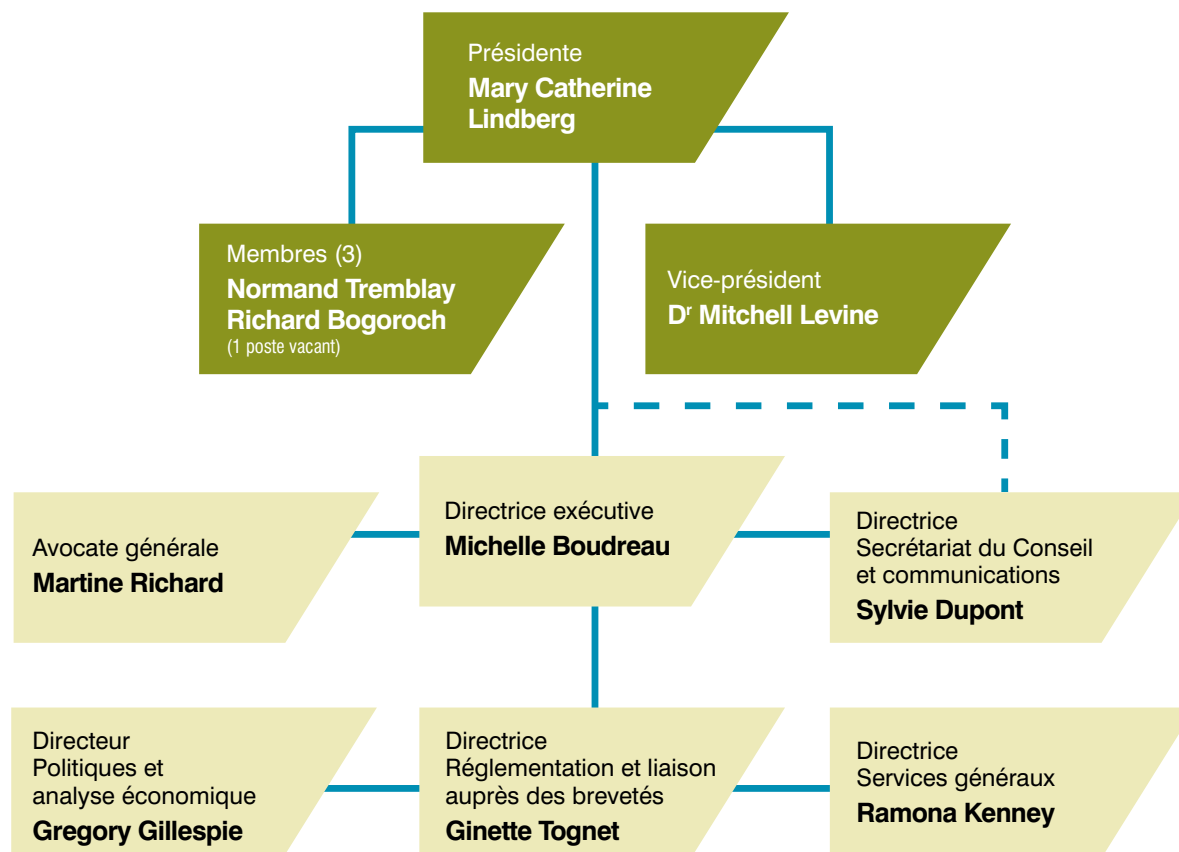 Présidente
Mary Catherine
Lindberg
Membres (3)
Normand Tremblay
Richard Bogoroch
(1 poste vacant)
Vice-président
Dʳ Mitchell Levine
Avocate générale
Martine Richard
Directrice exécutive
Michelle Boudreau
Directrice
Secrétariat du Conseil
et communications
Sylvie Dupont
Directeur
Politiques et
analyse économique
Gregory Gillespie
Directrice
Réglementation et liaison
auprès des brevetés
Ginette Tognet
Directrice
Services généraux
Ramona Kenney